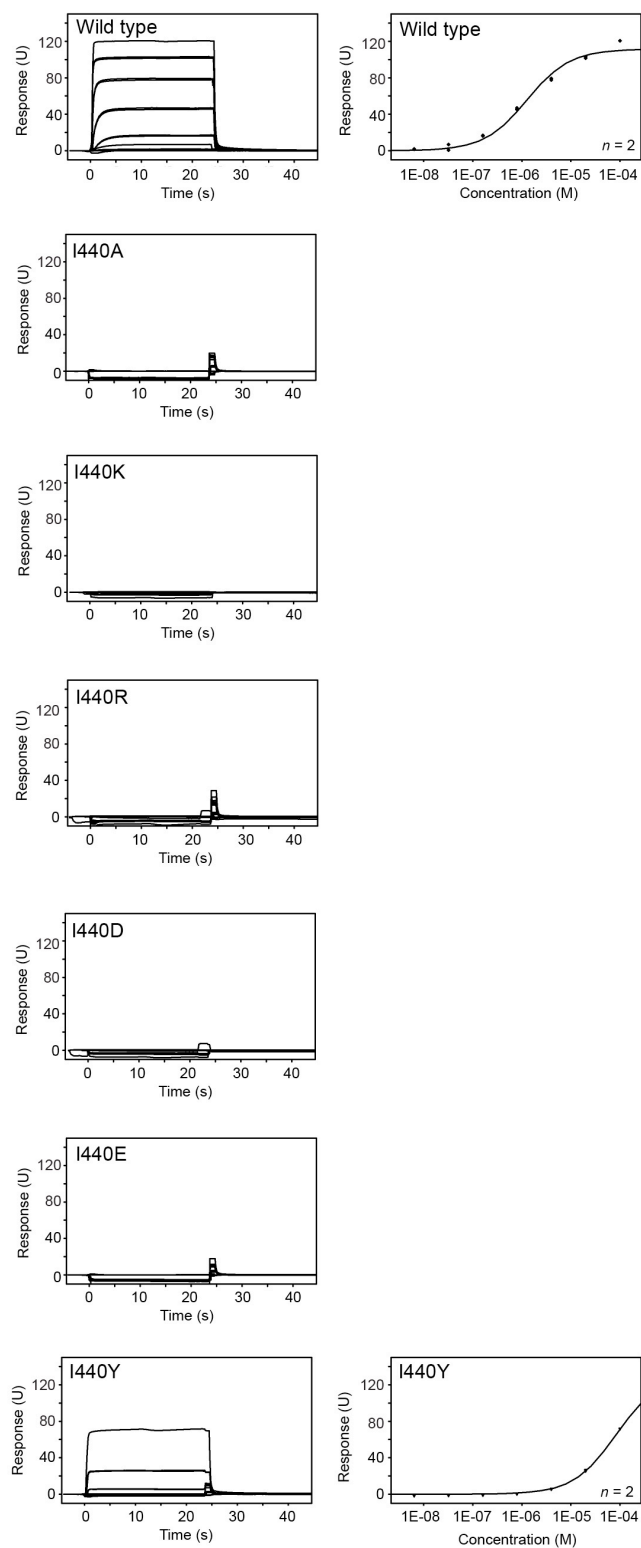 Wild type
Response (U)
120
80
40
0
0 10 20 30 40
Time (s)
Wild type
Response (U)
120
80
40
0
n = 2
1E-08 1E-07 1E-06 1E-05 1E-04
Concentration (M)
I440A
Response (U)
120
80
40
0
0 10 20 30 40
Time (s)
I440K
Response (U)
120
80
40
0
0 10 20 30 40
Time (s)
I440R
Response (U)
120
80
40
0
0 10 20 30 40
Time (s)
I440D
Response (U)
120
80
40
0
0 10 20 30 40
Time (s)
I440E
Response (U)
120
80
40
0
0 10 20 30 40
Time (s)
I440Y
Response (U)
120
80
40
0
0 10 20 30 40
Time (s)
I440Y
Response (U)
120
80
40
0
n = 2
1E-08 1E-07 1E-06 1E-05 1E-04
Concentration (M)